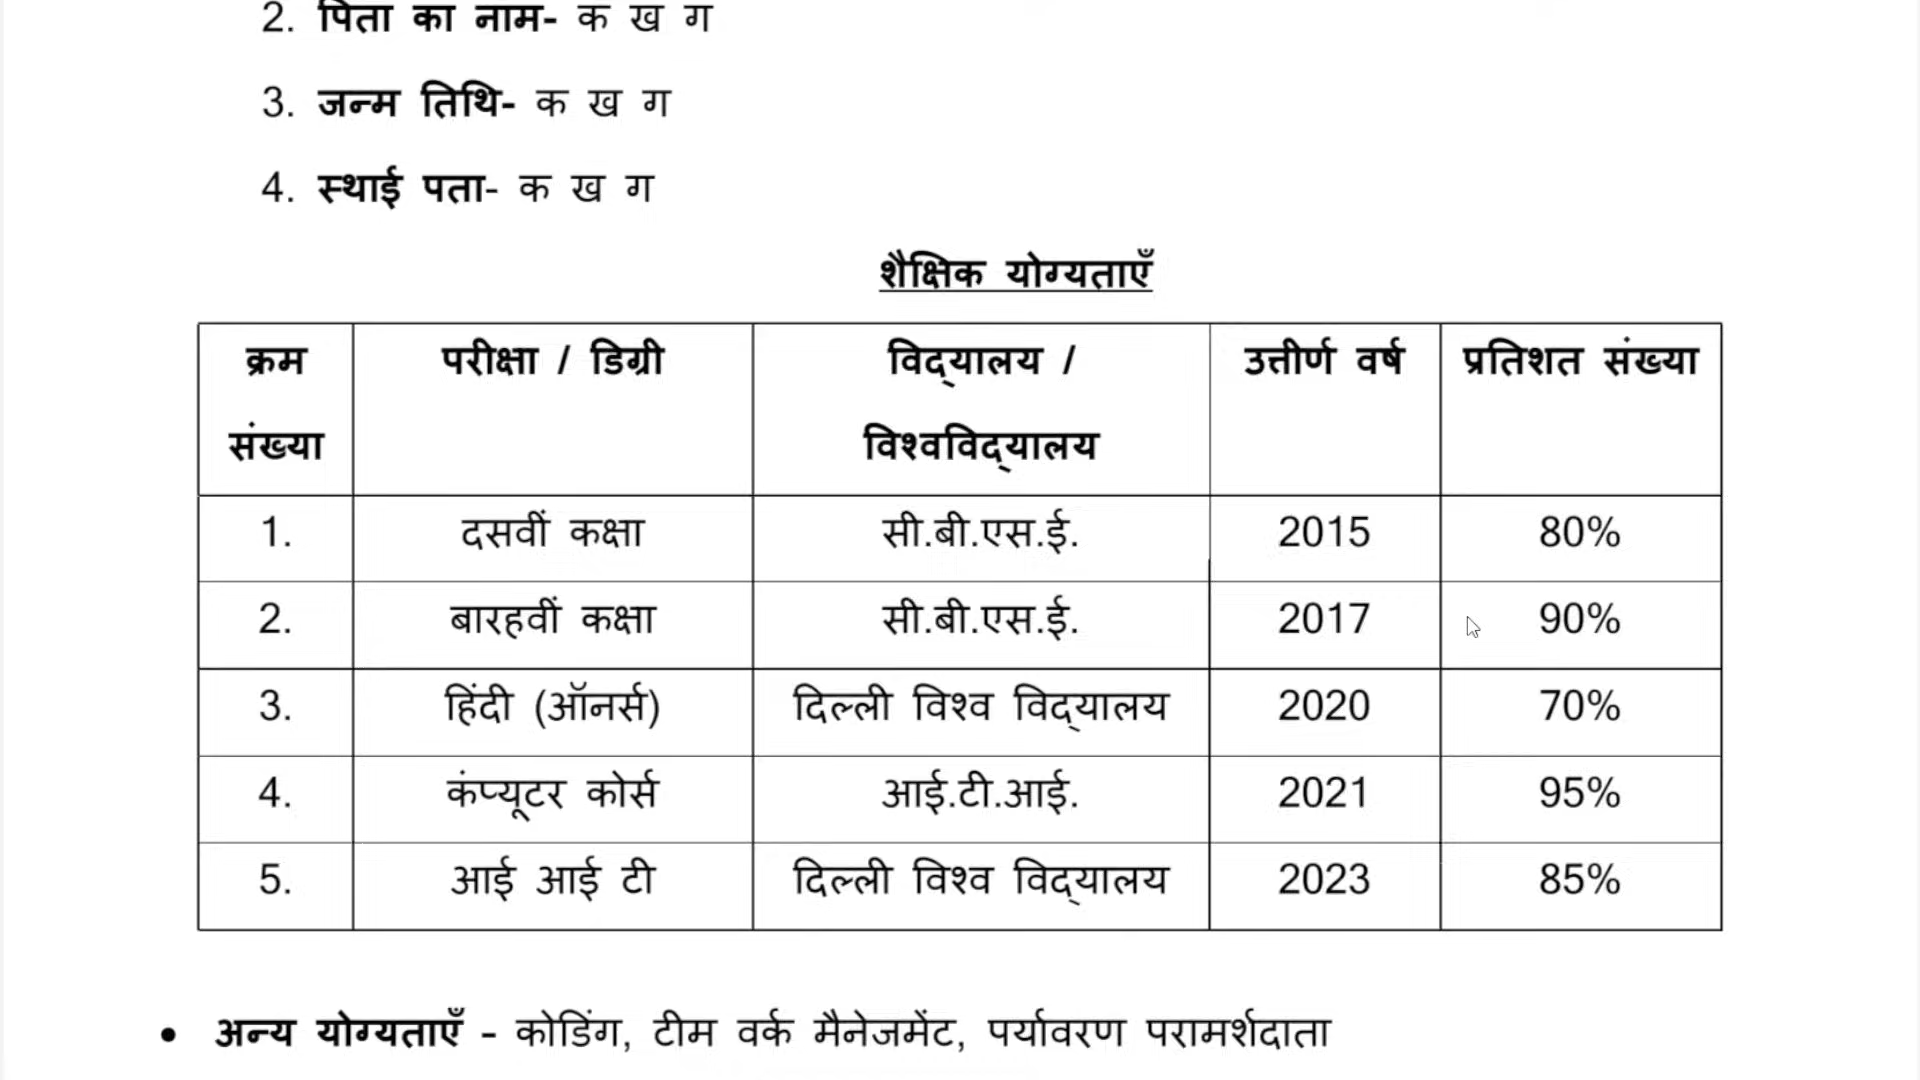 2. पिता का नाम- क ख ग
3. जन्म तिथि- क ख ग
4. स्थाई पता- क ख ग
शैक्षिक योग्यताएँ
क्रम संख्या परीक्षा / डिग्री विद्यालय / विश्वविद्यालय उत्तीर्ण वर्ष प्रतिशत संख्या
1. दसवीं कक्षा सी.बी.एस.ई. 2015 80%
2. बारहवीं कक्षा सी.बी.एस.ई. 2017 90%
3. हिंदी (ऑनर्स) दिल्ली विश्व विद्यालय 2020 70%
4. कंप्यूटर कोर्स आई.टी.आई. 2021 95%
5. आई आई टी दिल्ली विश्व विद्यालय 2023 85%
• अन्य योग्यताएँ - कोडिंग, टीम वर्क मैनेजमेंट, पर्यावरण परामर्शदाता